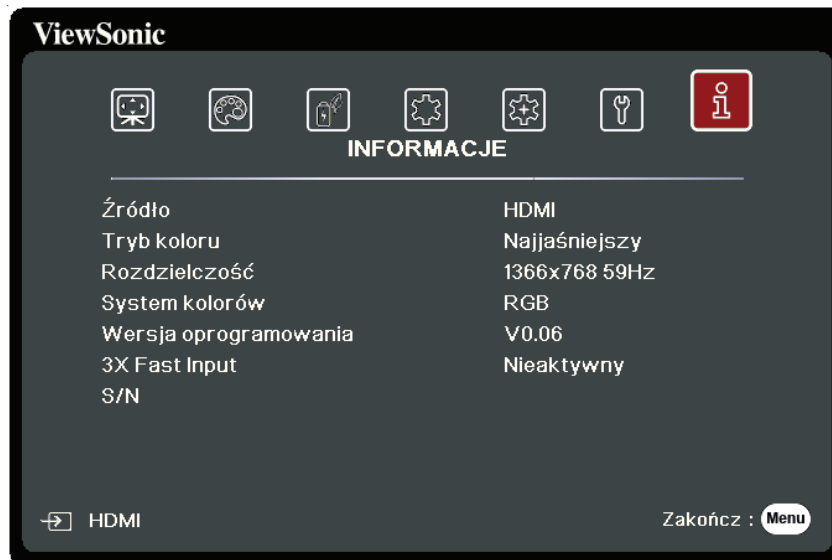 ViewSonic
INFORMACJE
Źródło HDMI
Tryb koloru Najjaśniejszy
Rozdzielczość 1366x768 59Hz
System kolorów RGB
Wersja oprogramowania V0.06
3X Fast Input Nieaktywny
S/N
HDMI Zakończ : Menu